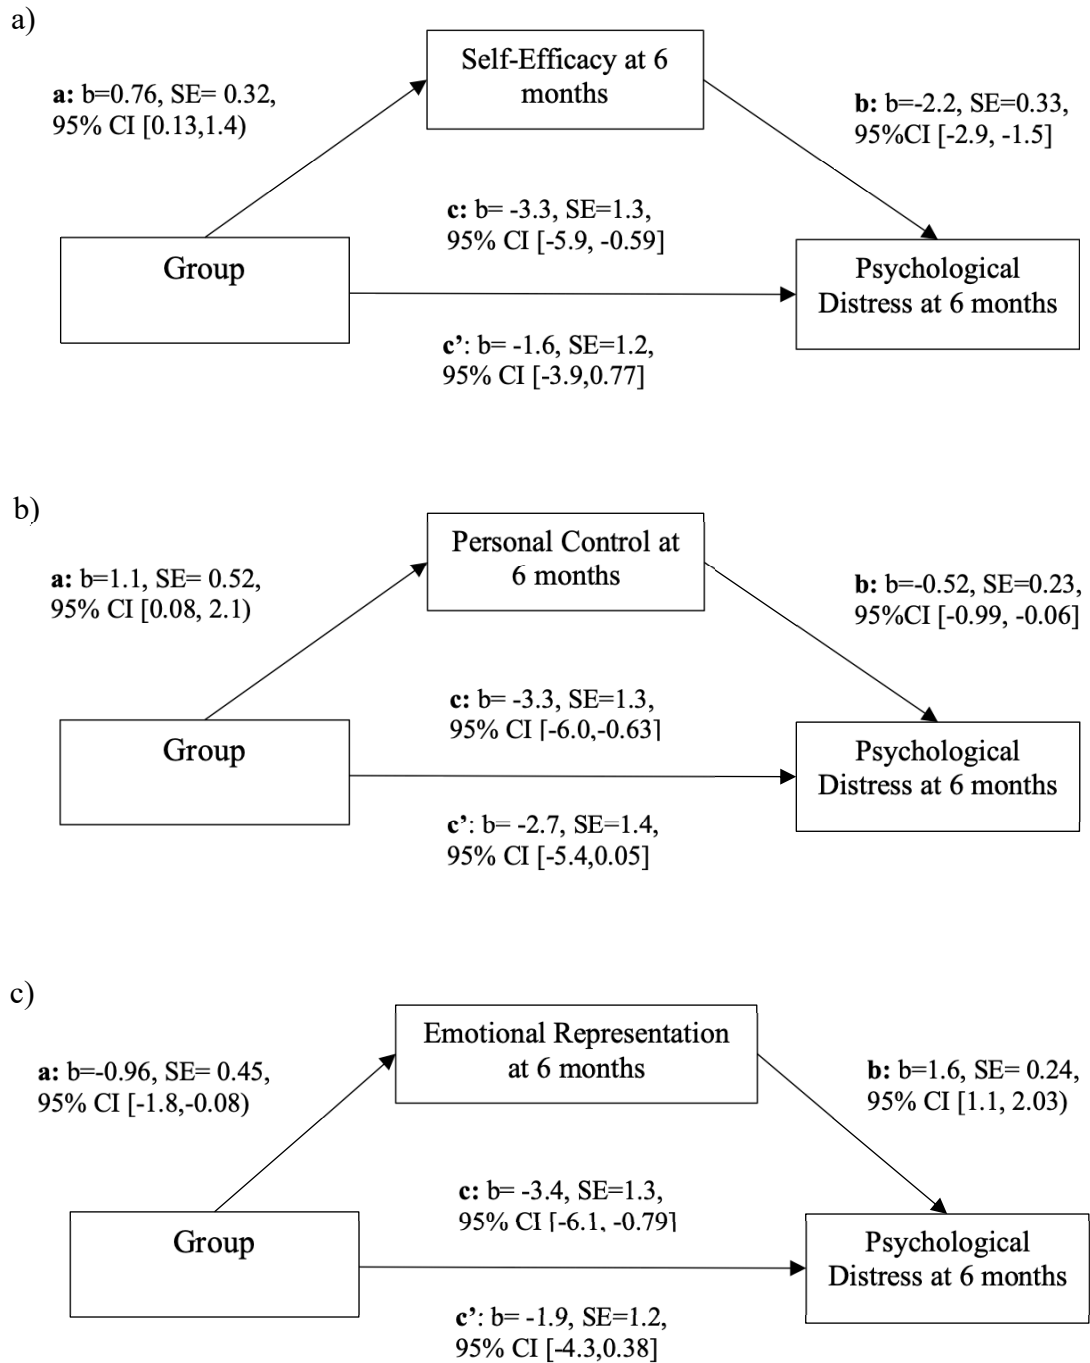 a)
Self-Efficacy at 6
months
a: b=0.76, SE= 0.32,
95% CI [0.13,1.4)
b: b=-2.2, SE=0.33,
95%CI [-2.9, -1.5]
c: b= -3.3, SE=1.3,
95% CI [-5.9, -0.59]
Group
Psychological
Distress at 6 months
c’: b= -1.6, SE=1.2,
95% CI [-3.9,0.77]
b)
Personal Control at
6 months
a: b=1.1, SE= 0.52,
95% CI [0.08, 2.1)
b: b=-0.52, SE=0.23,
95%CI [-0.99, -0.06]
c: b= -3.3, SE=1.3,
95% CI [-6.0,-0.63]
Group
Psychological
Distress at 6 months
c’: b= -2.7, SE=1.4,
95% CI [-5.4,0.05]
c)
Emotional Representation
at 6 months
a: b=-0.96, SE= 0.45,
95% CI [-1.8,-0.08)
b: b=1.6, SE= 0.24,
95% CI [1.1, 2.03)
c: b= -3.4, SE=1.3,
95% CI [-6.1, -0.79]
Group
Psychological
Distress at 6 months
c’: b= -1.9, SE=1.2,
95% CI [-4.3,0.38]